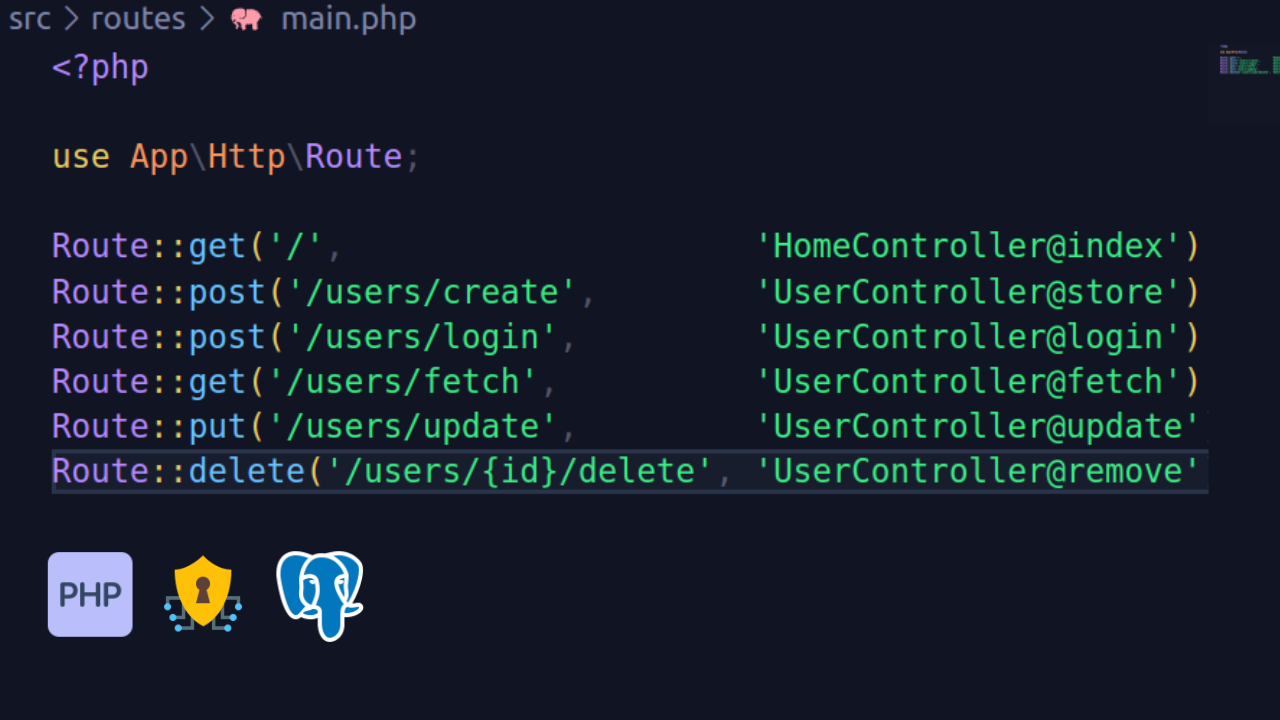 src > routes > main.php
<?php
use App\Http\Route;
Route::get('/', 'HomeController@index')
Route::post('/users/create', 'UserController@store')
Route::post('/users/login', 'UserController@login')
Route::get('/users/fetch', 'UserController@fetch')
Route::put('/users/update', 'UserController@update'
Route::delete('/users/{id}/delete', 'UserController@remove'
PHP